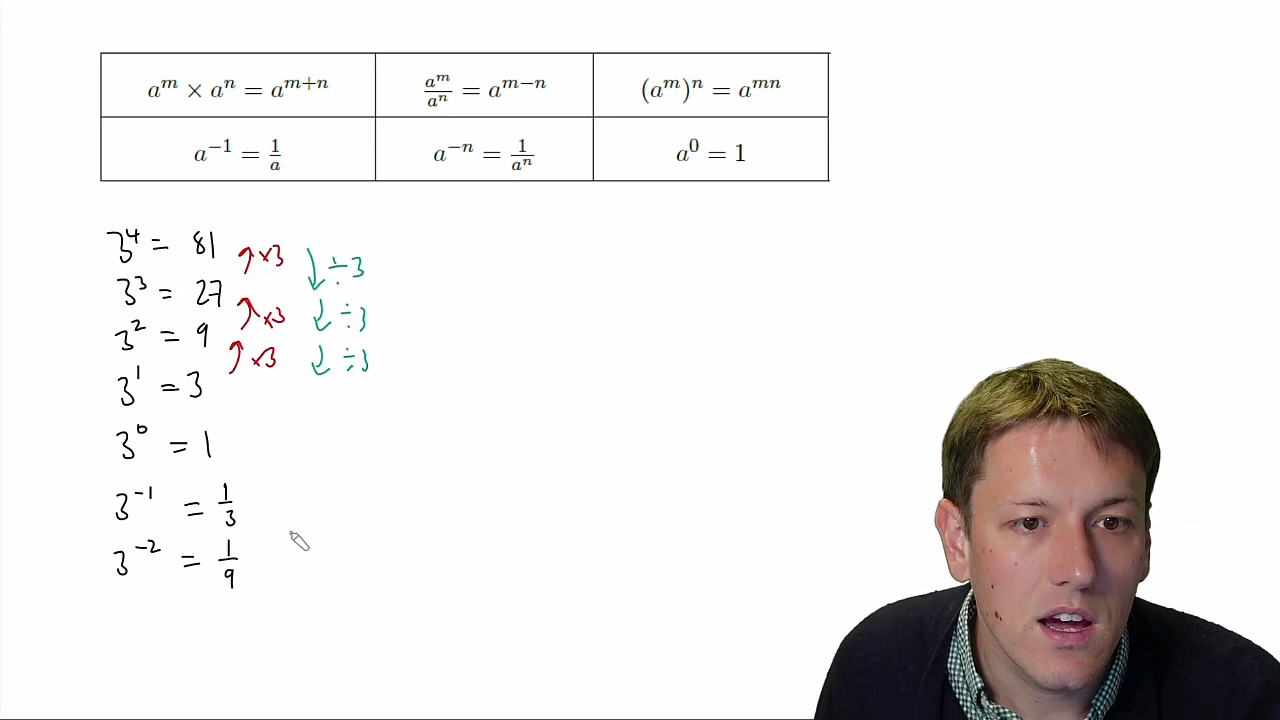 a^m × a^n = a^{m+n}   a^m/a^n = a^{m−n}   (a^m)^n = a^{mn}
a^{−1} = 1/a   a^{−n} = 1/a^n   a^0 = 1
3^4 = 81 ×3 ÷3
3^3 = 27 ×3 ÷3
3^2 = 9 ×3 ÷3
3^1 = 3
3^0 = 1
3^{-1} = 1/3
3^{-2} = 1/9